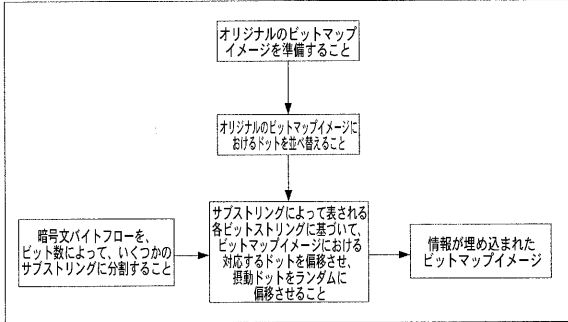 オリジナルのビットマップ
イメージを準備すること
オリジナルのビットマップイメージに
おけるドットを並べ替えること
暗号文バイトフローを、
ビット数によって、いくつかの
サブストリングに分割すること
サブストリングによって表される
各ビットストリングに基づいて、
ビットマップイメージにおける
対応するドットを偏移させ、
摂動ドットをランダムに
偏移させること
情報が埋め込まれた
ビットマップイメージ